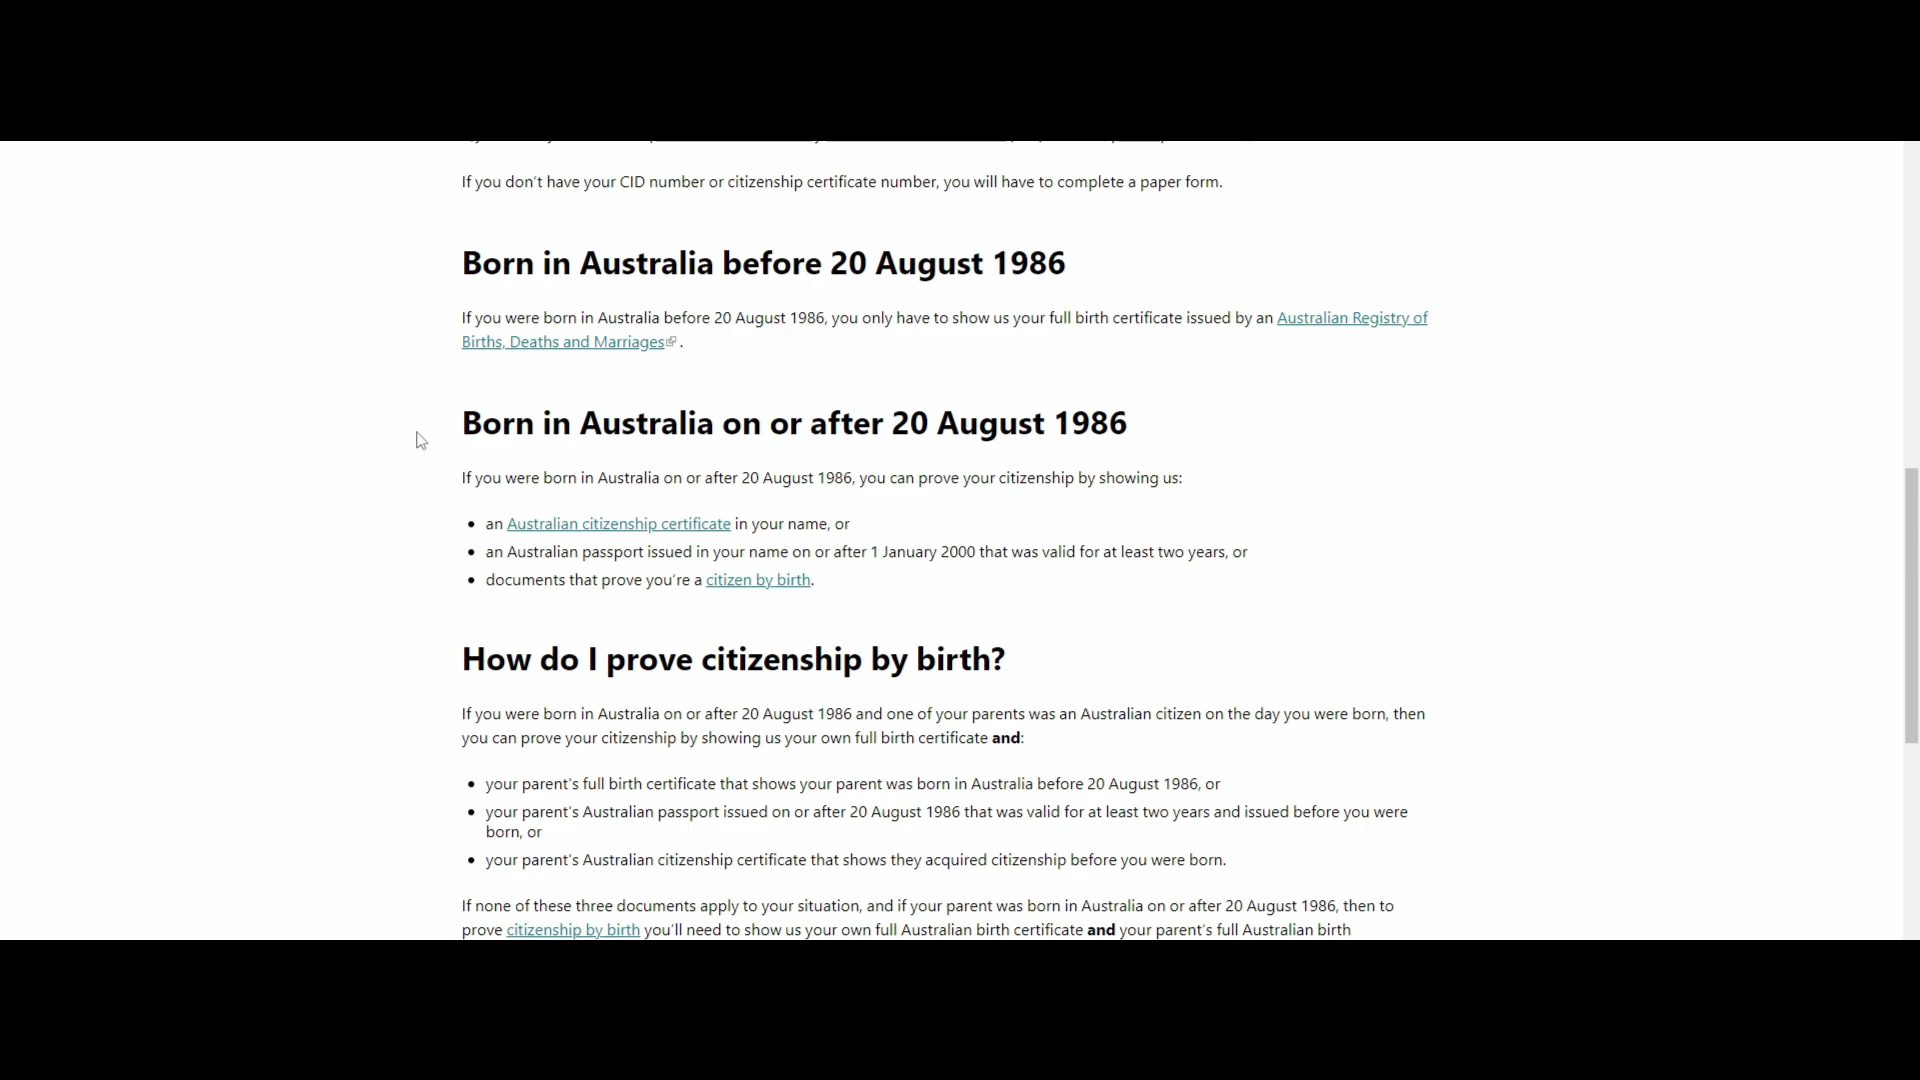 If you don't have your CID number or citizenship certificate number, you will have to complete a paper form.
Born in Australia before 20 August 1986
If you were born in Australia before 20 August 1986, you only have to show us your full birth certificate issued by an Australian Registry of
Births, Deaths and Marriages .
Born in Australia on or after 20 August 1986
If you were born in Australia on or after 20 August 1986, you can prove your citizenship by showing us:
• an Australian citizenship certificate in your name, or
• an Australian passport issued in your name on or after 1 January 2000 that was valid for at least two years, or
• documents that prove you're a citizen by birth.
How do I prove citizenship by birth?
If you were born in Australia on or after 20 August 1986 and one of your parents was an Australian citizen on the day you were born, then
you can prove your citizenship by showing us your own full birth certificate and:
• your parent's full birth certificate that shows your parent was born in Australia before 20 August 1986, or
• your parent's Australian passport issued on or after 20 August 1986 that was valid for at least two years and issued before you were
born, or
• your parent's Australian citizenship certificate that shows they acquired citizenship before you were born.
If none of these three documents apply to your situation, and if your parent was born in Australia on or after 20 August 1986, then to
prove citizenship by birth you'll need to show us your own full Australian birth certificate and your parent's full Australian birth